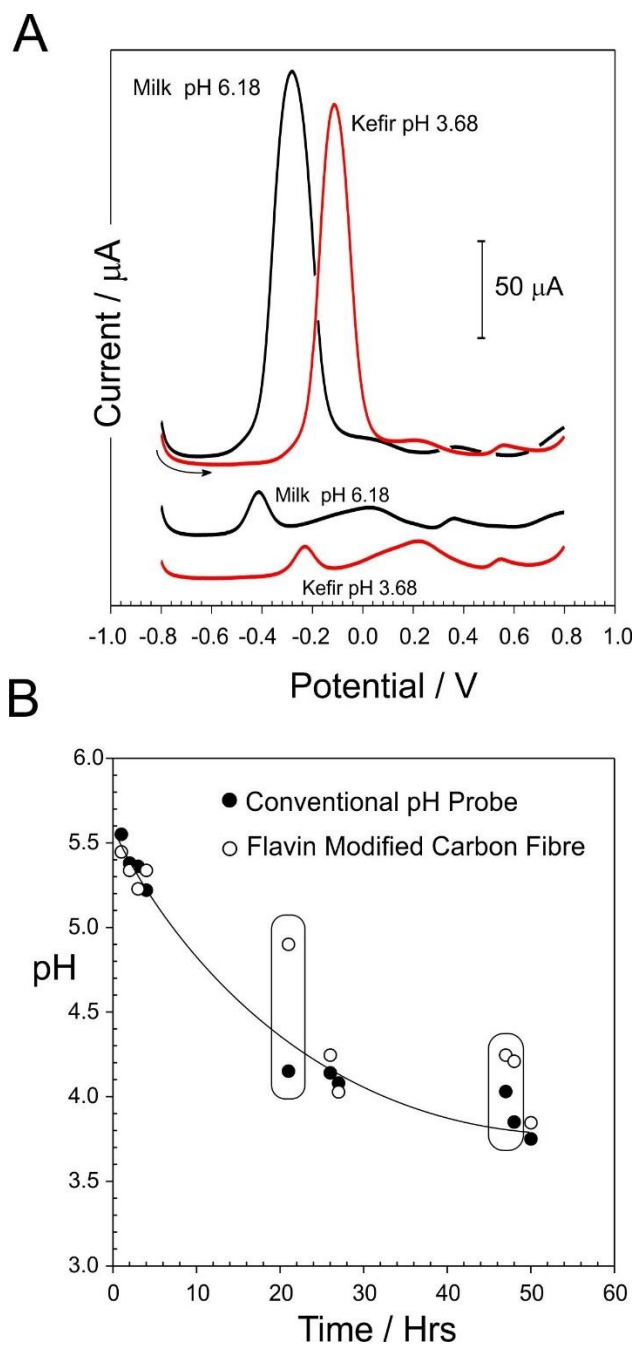 A
Milk pH 6.18
Kefir pH 3.68
50 μA
Current / μA
Milk pH 6.18
Kefir pH 3.68
-1.0 -0.8 -0.6 -0.4 -0.2 0.0 0.2 0.4 0.6 0.8 1.0
Potential / V
B
6.0
Conventional pH Probe
Flavin Modified Carbon Fibre
5.5
5.0
pH
4.5
4.0
3.5
3.0
0 10 20 30 40 50 60
Time / Hrs